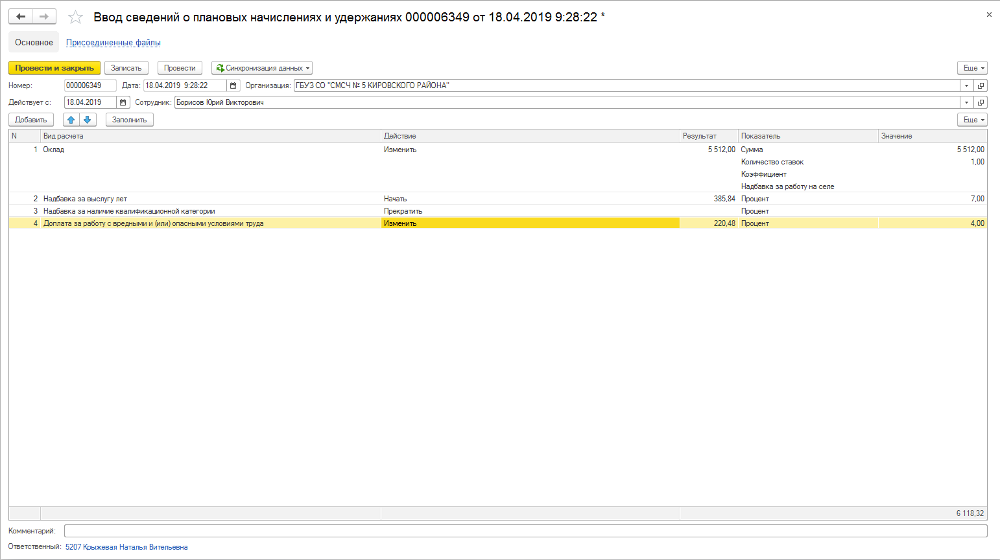 Ввод сведений о плановых начислениях и удержаниях 000006349 от 18.04.2019 9:28:22 *
Основное Присоединенные файлы
Провести и закрыть Записать Провести Синхронизация данных Еще
Номер: 000006349 Дата: 18.04.2019 9:28:22 Организация: ГБУЗ СО "СМСЧ № 5 КИРОВСКОГО РАЙОНА"
Действует с: 18.04.2019 Сотрудник: Борисов Юрий Викторович
Добавить Заполнить Еще
N Вид расчета Действие Результат Показатель Значение
1 Оклад Изменить 5 512,00 Сумма 5 512,00
Количество ставок 1,00
Коэффициент
Надбавка за работу на селе
2 Надбавка за выслугу лет Начать 385,84 Процент 7,00
3 Надбавка за наличие квалификационной категории Прекратить Процент
4 Доплата за работу с вредными и (или) опасными условиями труда Изменить 220,48 Процент 4,00
6 118,32
Комментарий:
Ответственный: 5207 Крыжевая Наталья Вительевна